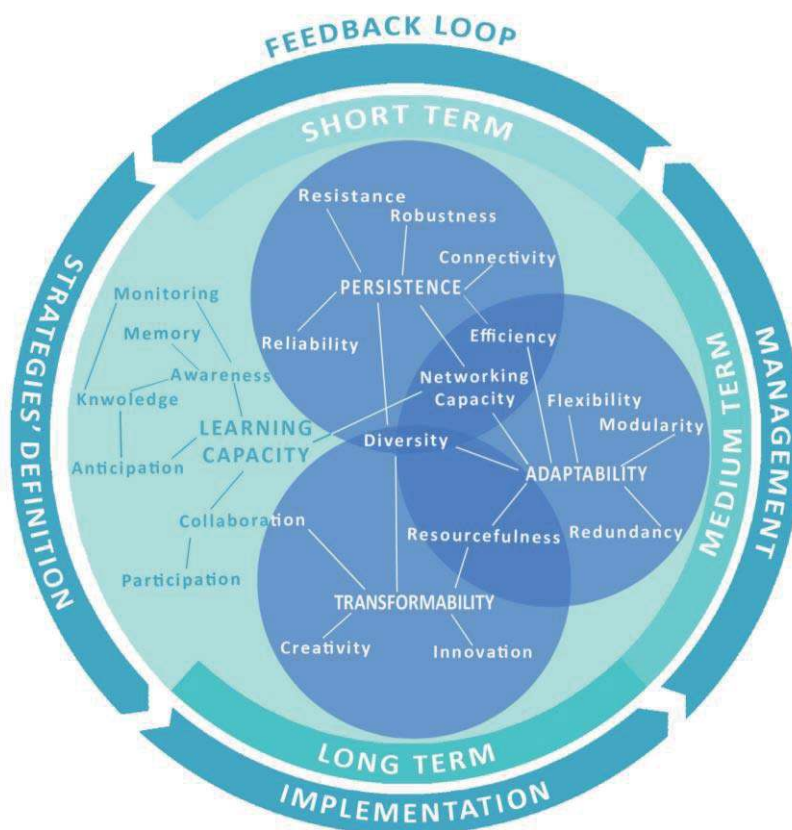 FEEDBACK LOOP
SHORT TERM
Resistance
Robustness
Connectivity
PERSISTENCE
Reliability
Efficiency
Networking
Capacity
Monitoring
Memory
Awareness
Knwoledge
LEARNING
CAPACITY
Anticipation
Collaboration
Participation
Diversity
Flexibility
Modularity
ADAPTABILITY
Resourcefulness
Redundancy
TRANSFORMABILITY
Creativity
Innovation
STRATEGIES' DEFINITION
MEDIUM TERM
MANAGEMENT
LONG TERM
IMPLEMENTATION